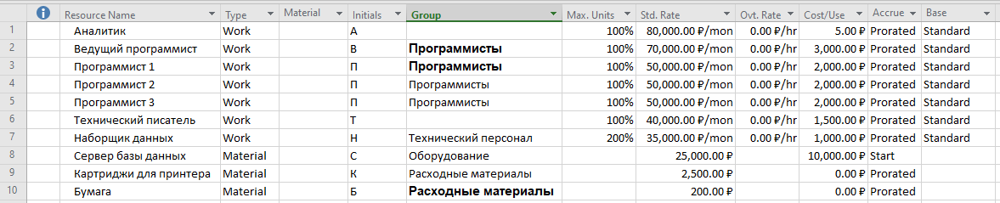 Resource Name Type Material Initials Group Max. Units Std. Rate Ovt. Rate Cost/Use Accrue Base
1 Аналитик Work А 100% 80,000.00 ₽/mon 0.00 ₽/hr 5.00 ₽ Prorated Standard
2 Ведущий программист Work В Программисты 100% 70,000.00 ₽/mon 0.00 ₽/hr 3,000.00 ₽ Prorated Standard
3 Программист 1 Work П Программисты 100% 50,000.00 ₽/mon 0.00 ₽/hr 2,000.00 ₽ Prorated Standard
4 Программист 2 Work П Программисты 100% 50,000.00 ₽/mon 0.00 ₽/hr 2,000.00 ₽ Prorated Standard
5 Программист 3 Work П Программисты 100% 50,000.00 ₽/mon 0.00 ₽/hr 2,000.00 ₽ Prorated Standard
6 Технический писатель Work Т 100% 40,000.00 ₽/mon 0.00 ₽/hr 1,500.00 ₽ Prorated Standard
7 Наборщик данных Work Н Технический персонал 200% 35,000.00 ₽/mon 0.00 ₽/hr 1,000.00 ₽ Prorated Standard
8 Сервер базы данных Material С Оборудование 25,000.00 ₽ 10,000.00 ₽ Start
9 Картриджи для принтера Material К Расходные материалы 2,500.00 ₽ 0.00 ₽ Prorated
10 Бумага Material Б Расходные материалы 200.00 ₽ 0.00 ₽ Prorated